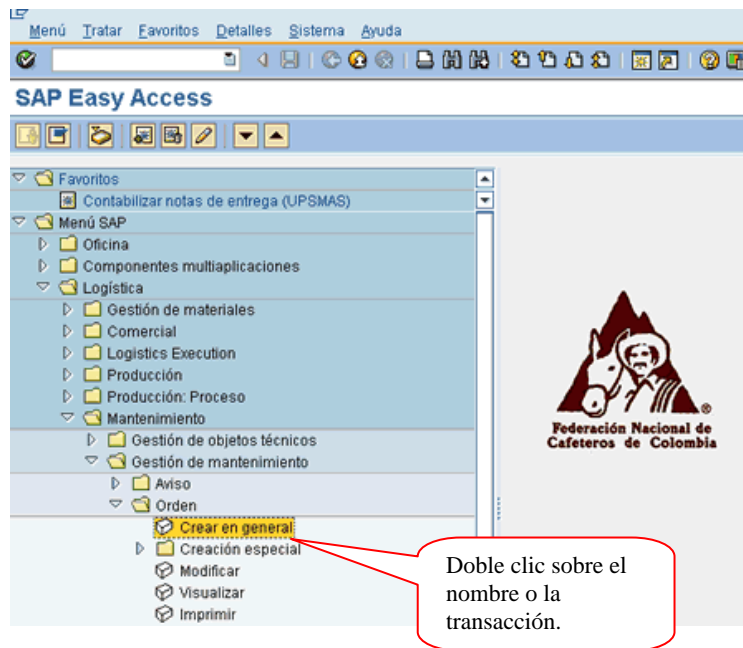 Menú Tratar Favoritos Detalles Sistema Ayuda
SAP Easy Access
Favoritos
Contabilizar notas de entrega (UPSMAS)
Menú SAP
Oficina
Componentes multiaplicaciones
Logística
Gestión de materiales
Comercial
Logistics Execution
Producción
Producción: Proceso
Mantenimiento
Gestión de objetos técnicos
Gestión de mantenimiento
Aviso
Orden
Crear en general
Creación especial
Modificar
Visualizar
Imprimir
®
Federación Nacional de
Cafeteros de Colombia
Doble clic sobre el
nombre o la
transacción.